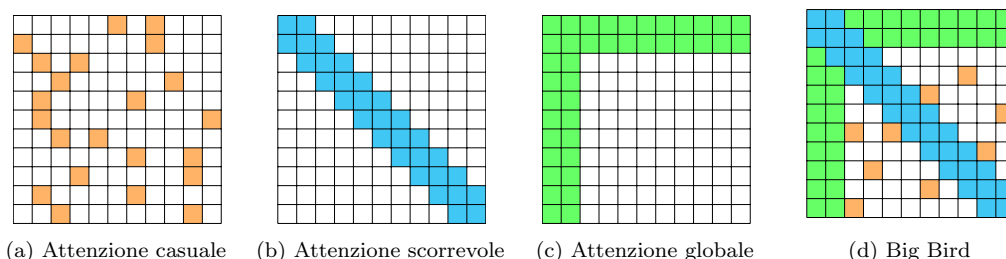 (a) Attenzione casuale
(b) Attenzione scorrevole
(c) Attenzione globale
(d) Big Bird